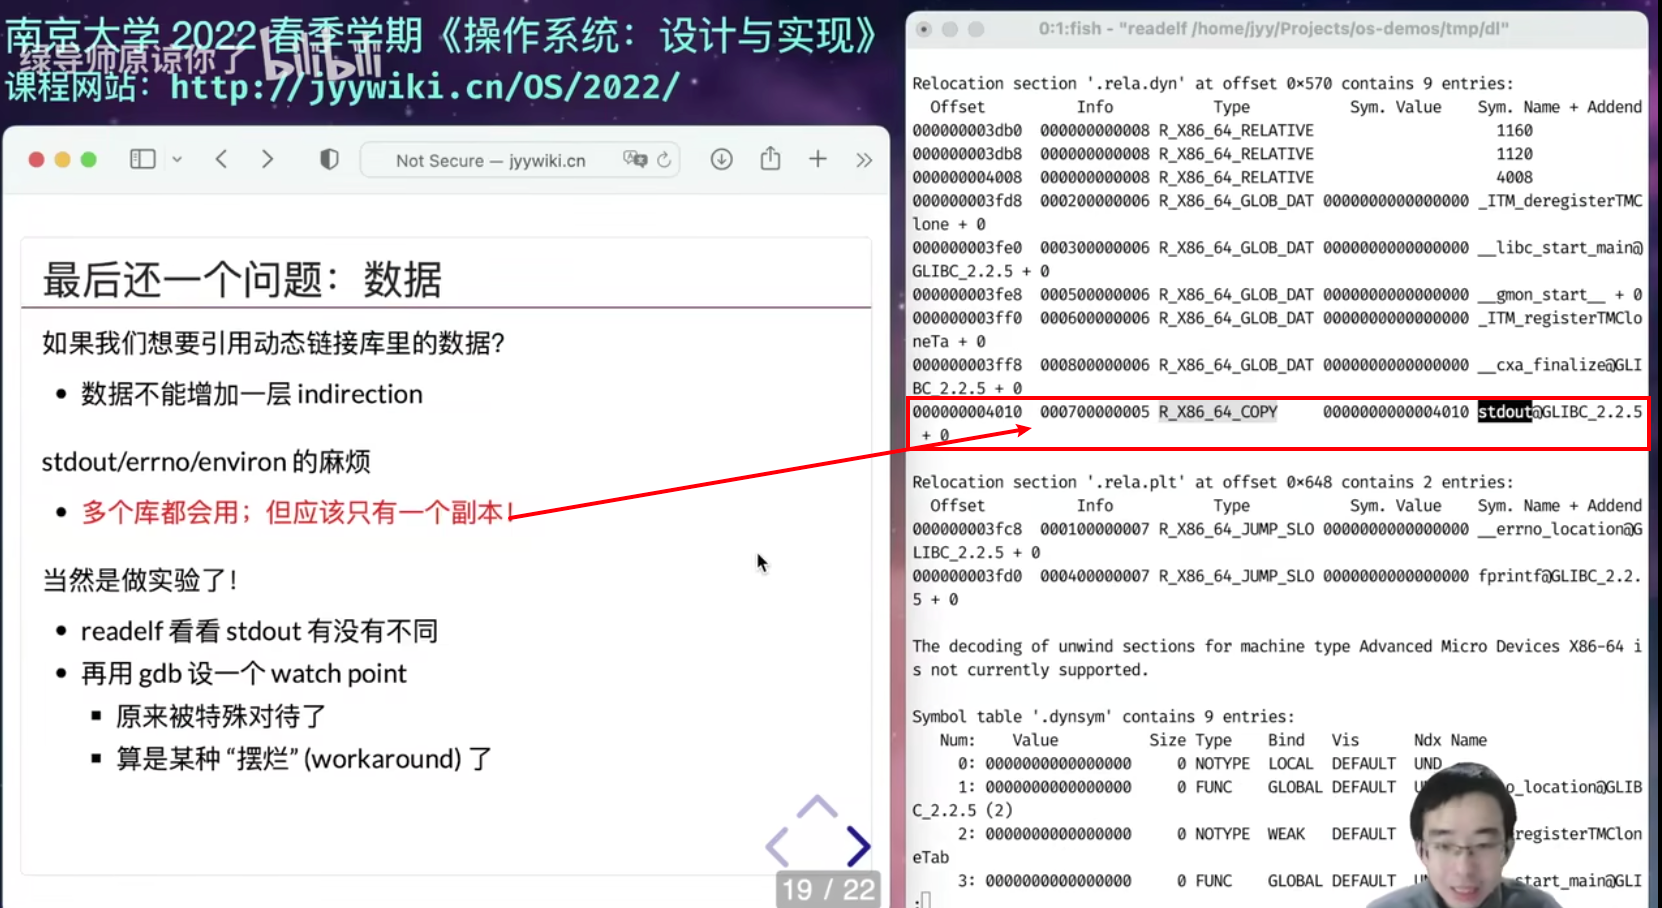 南京大学 2022 春季学期《操作系统：设计与实现》
绿导师原谅你了 bilibili
课程网站：http://jyywiki.cn/OS/2022/
Not Secure — jyywiki.cn
最后还一个问题：数据
如果我们想要引用动态链接库里的数据？
• 数据不能增加一层 indirection
stdout/errno/environ 的麻烦
• 多个库都会用；但应该只有一个副本！
当然是做实验了！
• readelf 看看 stdout 有没有不同
• 再用 gdb 设一个 watch point
▪ 原来被特殊对待了
▪ 算是某种 “摆烂” (workaround) 了
19 / 22
0:1:fish - "readelf /home/jyy/Projects/os-demos/tmp/dl"
Relocation section '.rela.dyn' at offset 0×570 contains 9 entries:
Offset Info Type Sym. Value Sym. Name + Addend
000000003db0 000000000008 R_X86_64_RELATIVE 1160
000000003db8 000000000008 R_X86_64_RELATIVE 1120
000000004008 000000000008 R_X86_64_RELATIVE 4008
000000003fd8 000200000006 R_X86_64_GLOB_DAT 0000000000000000 _ITM_deregisterTMC
lone + 0
000000003fe0 000300000006 R_X86_64_GLOB_DAT 0000000000000000 __libc_start_main@
GLIBC_2.2.5 + 0
000000003fe8 000500000006 R_X86_64_GLOB_DAT 0000000000000000 __gmon_start__ + 0
000000003ff0 000600000006 R_X86_64_GLOB_DAT 0000000000000000 _ITM_registerTMClo
neTa + 0
000000003ff8 000800000006 R_X86_64_GLOB_DAT 0000000000000000 __cxa_finalize@GLI
BC_2.2.5 + 0
000000004010 000700000005 R_X86_64_COPY 0000000000004010 stdout@GLIBC_2.2.5
+ 0
Relocation section '.rela.plt' at offset 0×648 contains 2 entries:
Offset Info Type Sym. Value Sym. Name + Addend
000000003fc8 000100000007 R_X86_64_JUMP_SLO 0000000000000000 __errno_location@G
LIBC_2.2.5 + 0
000000003fd0 000400000007 R_X86_64_JUMP_SLO 0000000000000000 fprintf@GLIBC_2.2.
5 + 0
The decoding of unwind sections for machine type Advanced Micro Devices X86-64 i
s not currently supported.
Symbol table '.dynsym' contains 9 entries:
Num: Value Size Type Bind Vis Ndx Name
0: 0000000000000000 0 NOTYPE LOCAL DEFAULT UND
1: 0000000000000000 0 FUNC GLOBAL DEFAULT o_location@GLIB
C_2.2.5 (2)
2: 0000000000000000 0 NOTYPE WEAK DEFAULT registerTMClon
eTab
3: 0000000000000000 0 FUNC GLOBAL DEFAULT start_main@GLI
: